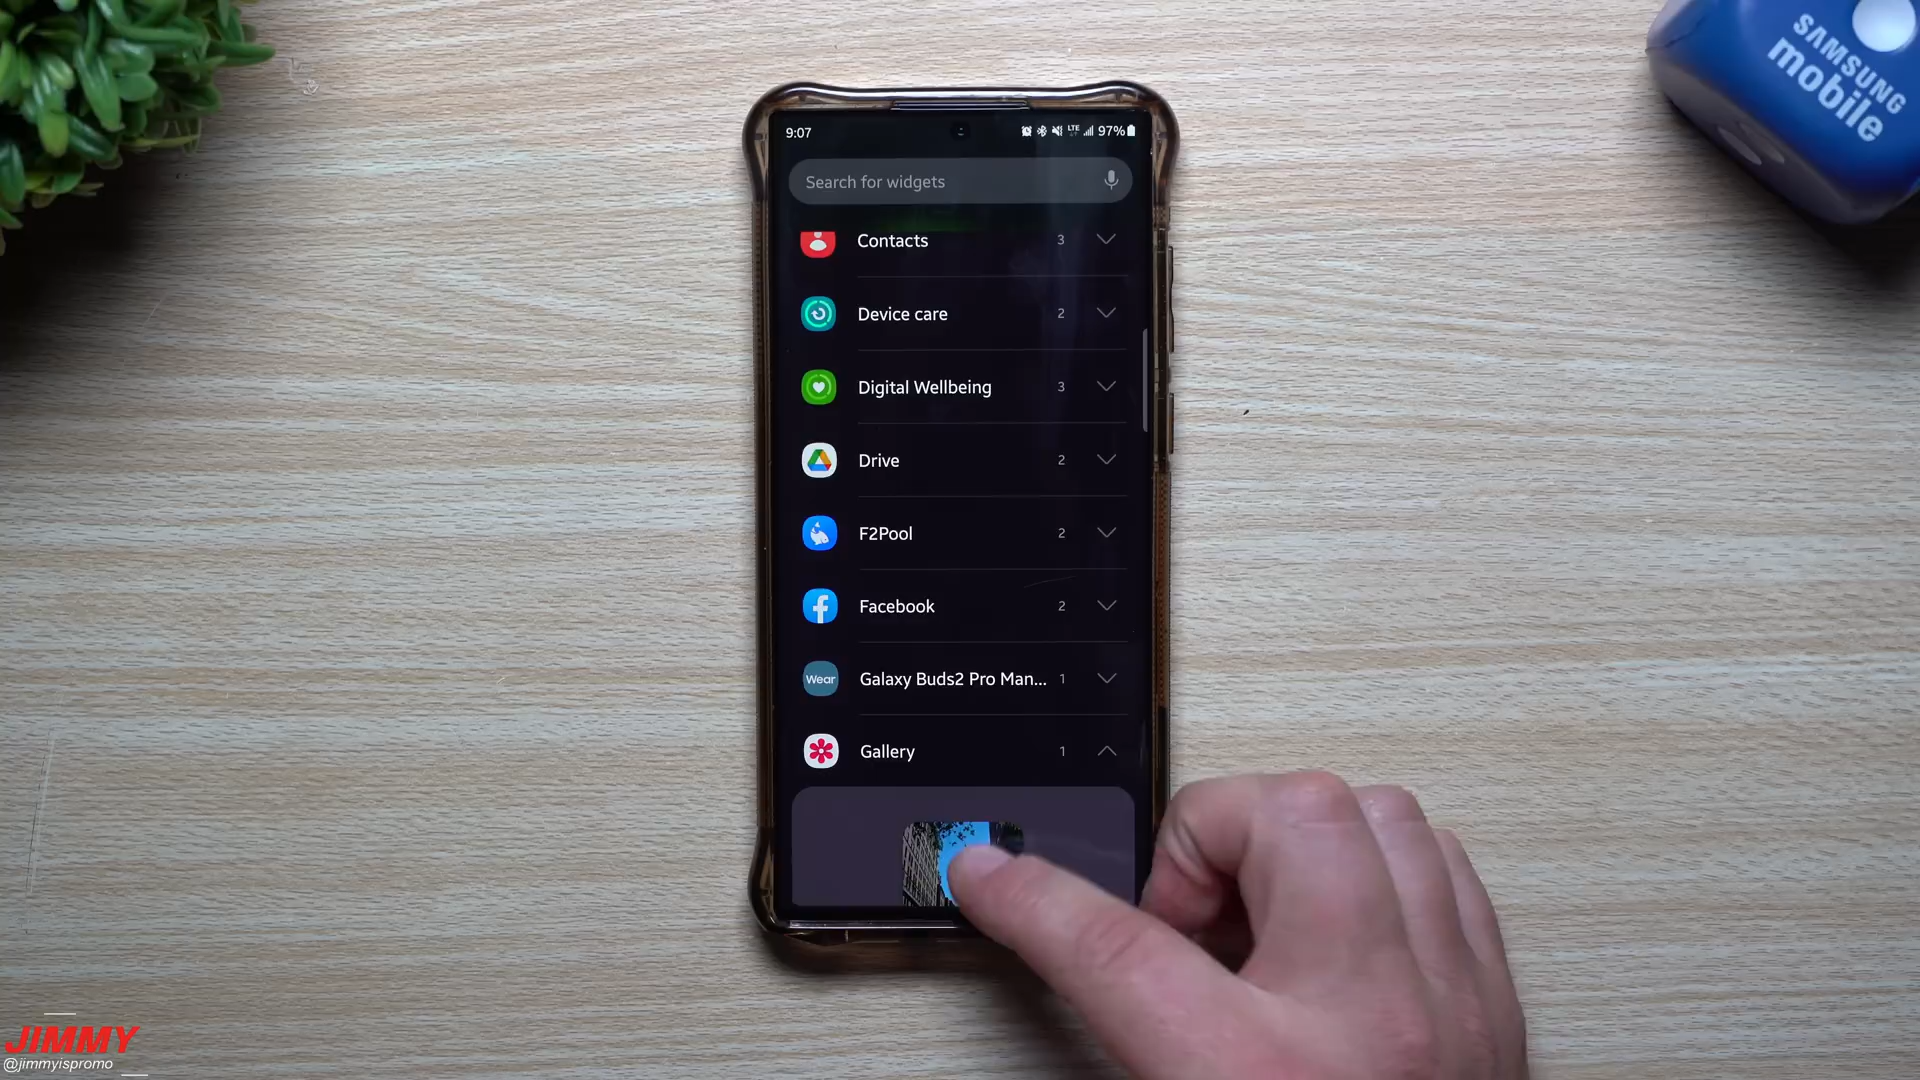 SAMSUNG
mobile
9:07
LTE
97%
Search for widgets
Contacts 3
Device care 2
Digital Wellbeing 3
Drive 2
F2Pool 2
Facebook 2
Wear
Galaxy Buds2 Pro Man... 1
Gallery 1
JIMMY
@jimmyispromo